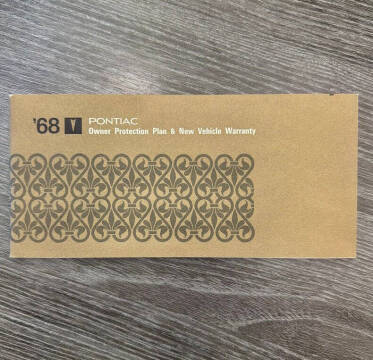 '68 PONTIAC
Owner Protection Plan & New Vehicle Warranty